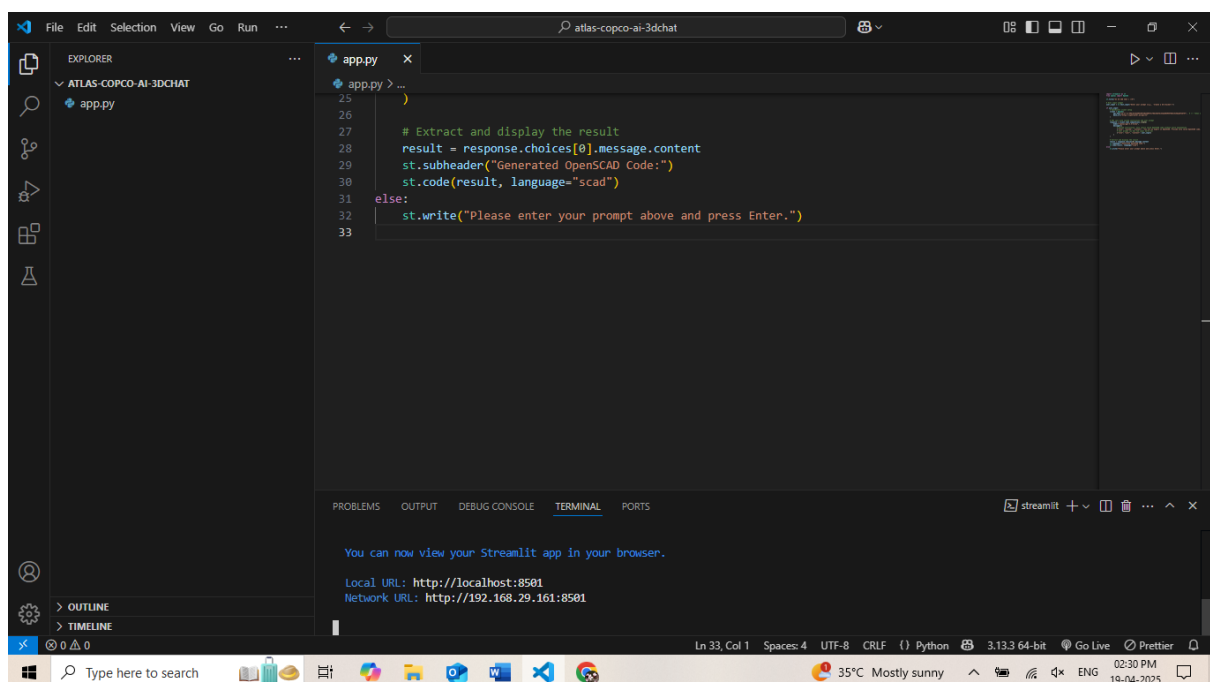 File Edit Selection View Go Run ···
atlas-copco-ai-3dchat
EXPLORER
ATLAS-COPCO-AI-3DCHAT
app.py
app.py
app.py > ...
25 )
26
27 # Extract and display the result
28 result = response.choices[0].message.content
29 st.subheader("Generated OpenSCAD Code:")
30 st.code(result, language="scad")
31 else:
32 st.write("Please enter your prompt above and press Enter.")
33
PROBLEMS OUTPUT DEBUG CONSOLE TERMINAL PORTS
streamlit
You can now view your Streamlit app in your browser.
Local URL: http://localhost:8501
Network URL: http://192.168.29.161:8501
OUTLINE
TIMELINE
0 0
Ln 33, Col 1 Spaces: 4 UTF-8 CRLF {} Python 3.13.3 64-bit Go Live Prettier
Type here to search
35°C Mostly sunny
ENG
02:30 PM
19-04-2025